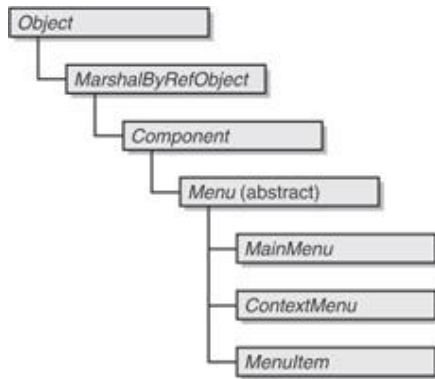 Object
MarshalByRefObject
Component
Menu (abstract)
MainMenu
ContextMenu
MenuItem